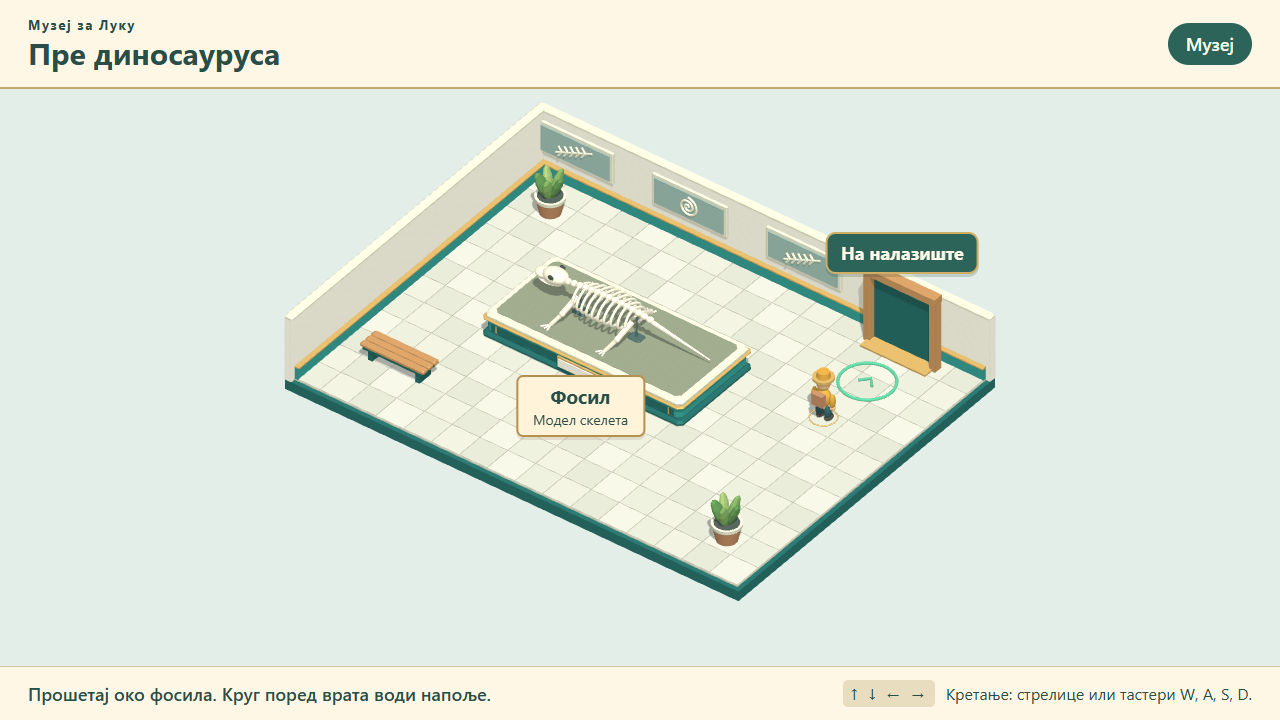 Музеј за Луку
Пре диносауруса
Музеј
На налазиште
Фосил
Модел скелета
Прошетај око фосила. Круг поред врата води напоље.
↑ ↓ ← → Кретање: стрелице или тастери W, A, S, D.